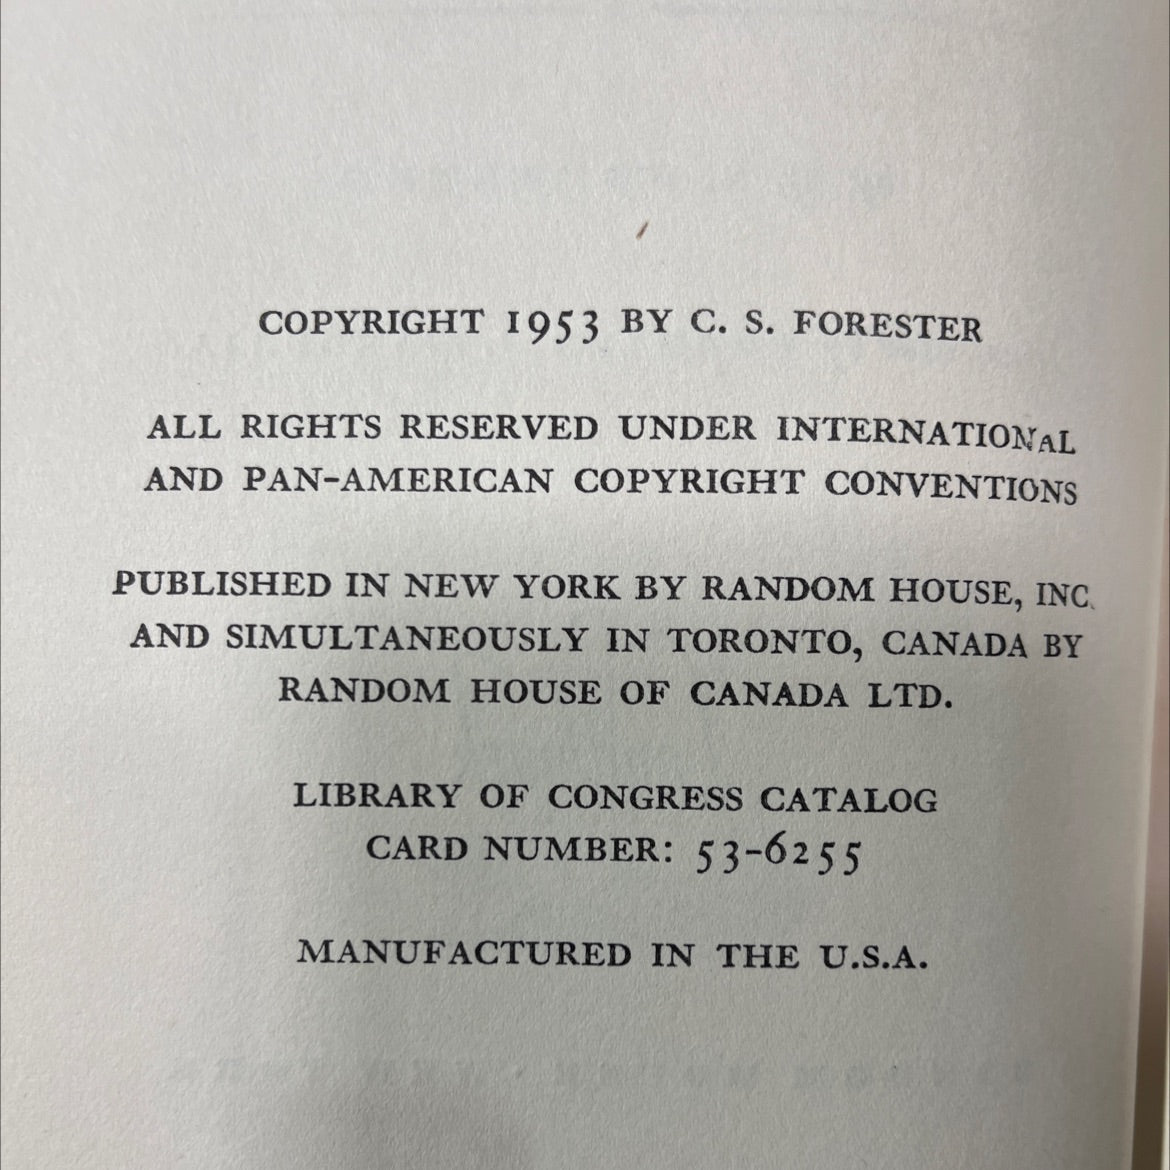 COPYRIGHT 1953 BY C. S. FORESTER
ALL RIGHTS RESERVED UNDER INTERNATIONAL
AND PAN-AMERICAN COPYRIGHT CONVENTIONS
PUBLISHED IN NEW YORK BY RANDOM HOUSE, INC.
AND SIMULTANEOUSLY IN TORONTO, CANADA BY
RANDOM HOUSE OF CANADA LTD.
LIBRARY OF CONGRESS CATALOG
CARD NUMBER: 53-6255
MANUFACTURED IN THE U.S.A.